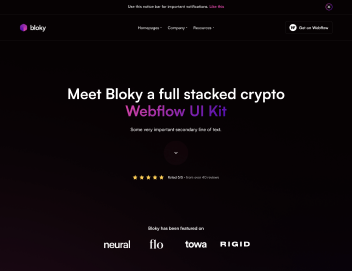 Use this notice bar for important notifications. Like this
bloky
Homepages Company Resources
Get on Webflow
Meet Bloky a full stacked crypto
Webflow UI Kit
Some very important secondary line of text.
Rated 5/5 - from over 40 reviews
Bloky has been featured on
neural flo towa RIGID